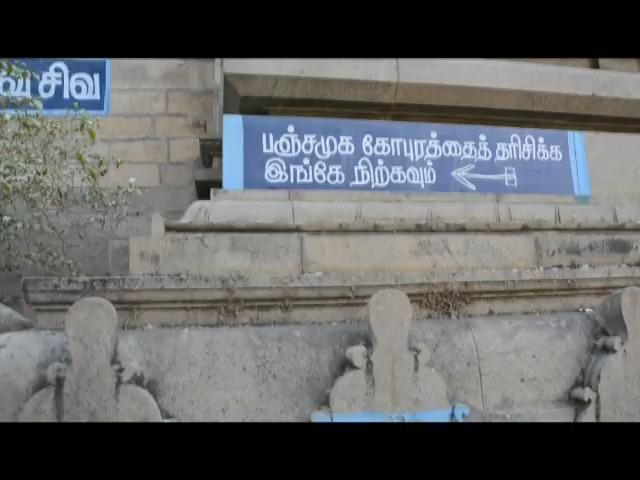 சிவ
பஞ்சமுக கோபுரத்தைத் தரிசிக்க
இங்கே நிற்கவும்